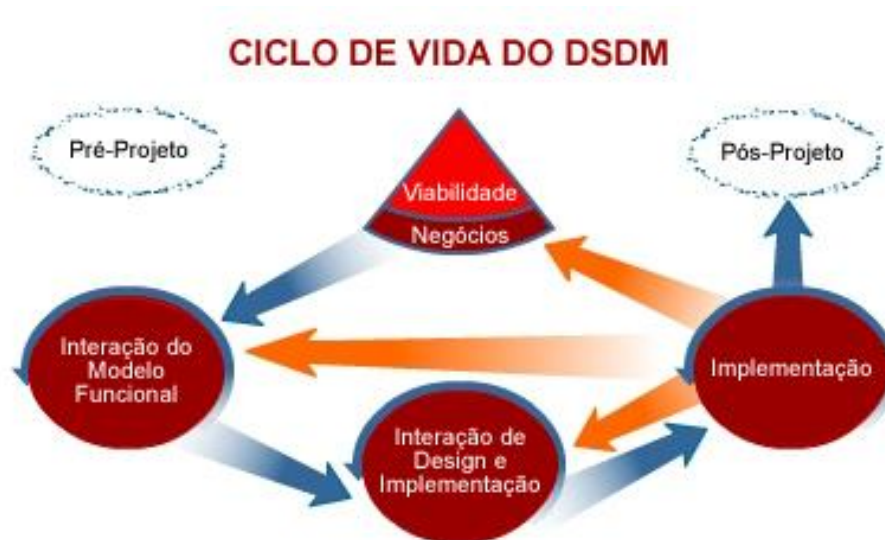 CICLO DE VIDA DO DSDM
Pré-Projeto
Pós-Projeto
Viabilidade
Negócios
Interação do
Modelo
Funcional
Implementação
Interação de
Design e
Implementação